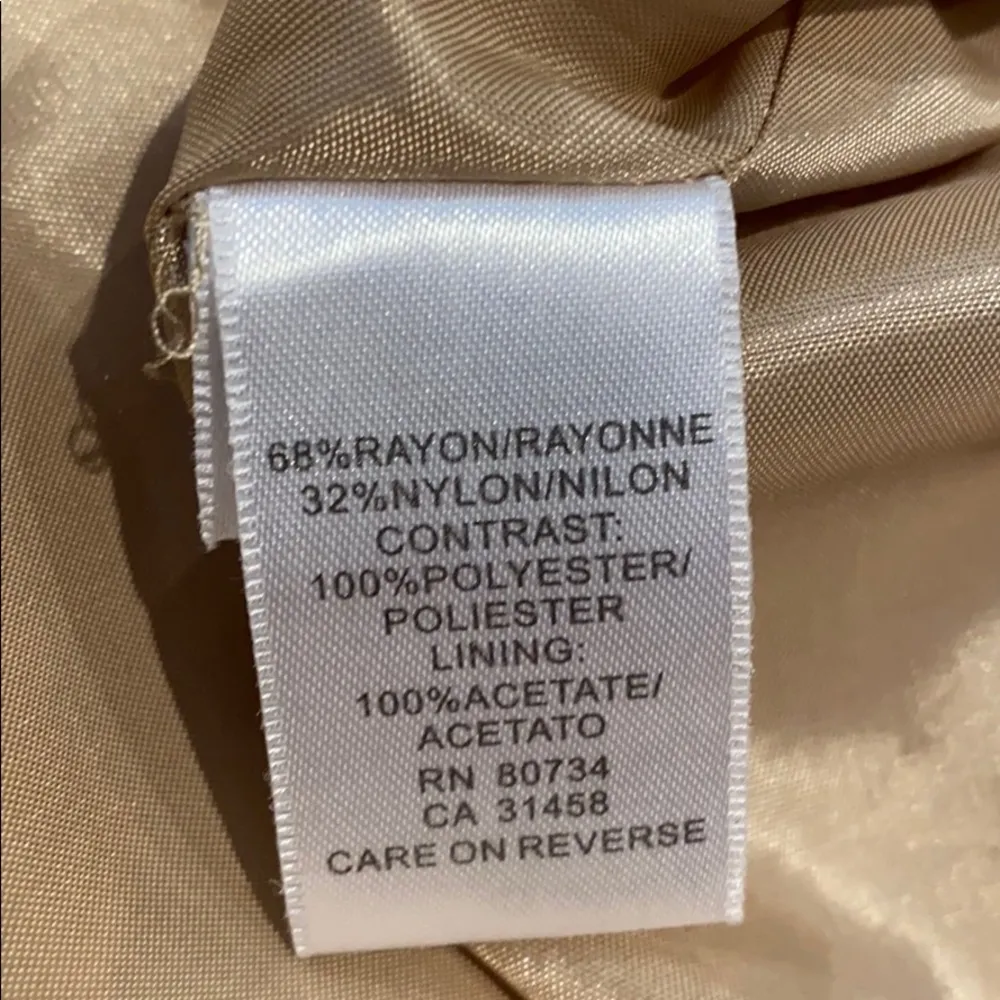 68%RAYON/RAYONNE
32%NYLON/NILON
CONTRAST:
100%POLYESTER/
POLIESTER
LINING:
100%ACETATE/
ACETATO
RN 80734
CA 31458
CARE ON REVERSE